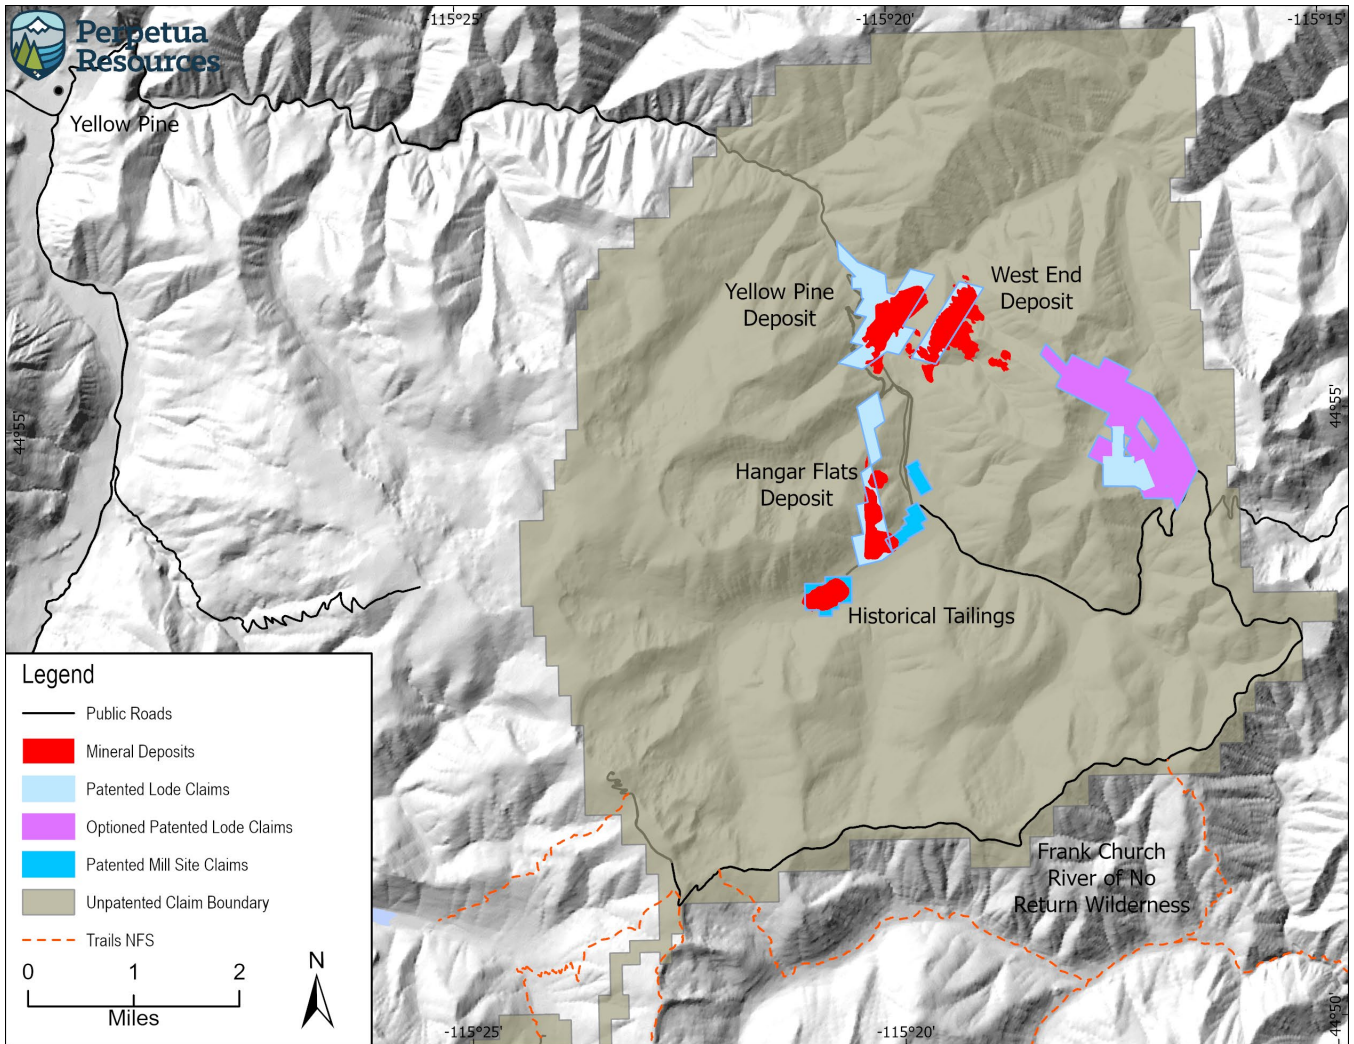 -115°25'
-115°20'
-115°15'
Perpetua
Resources
Yellow Pine
West End
Deposit
Yellow Pine
Deposit
44°55'
44°55'
Hangar Flats
Deposit
Historical Tailings
Legend
Public Roads
Mineral Deposits
Patented Lode Claims
Optioned Patented Lode Claims
Patented Mill Site Claims
Unpatented Claim Boundary
Trails NFS
0 1 2
Miles
N
Frank Church
River of No
Return Wilderness
-115°25'
-115°20'
44°50'